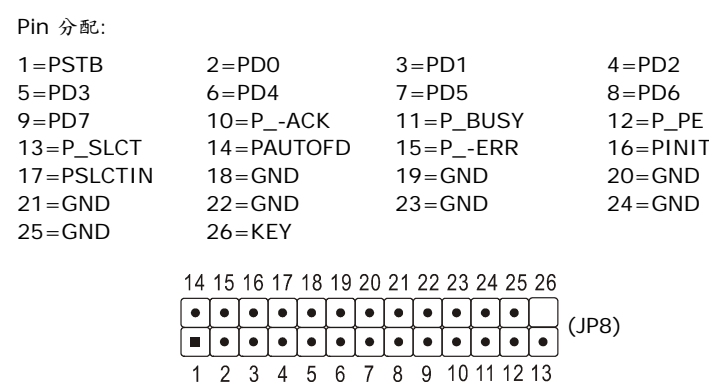 Pin 分配:
1=PSTB 2=PD0 3=PD1 4=PD2
5=PD3 6=PD4 7=PD5 8=PD6
9=PD7 10=P_-ACK 11=P_BUSY 12=P_PE
13=P_SLCT 14=PAUTOFD 15=P_-ERR 16=PINIT
17=PSLCTIN 18=GND 19=GND 20=GND
21=GND 22=GND 23=GND 24=GND
25=GND 26=KEY
14 15 16 17 18 19 20 21 22 23 24 25 26
(JP8)
1 2 3 4 5 6 7 8 9 10 11 12 13